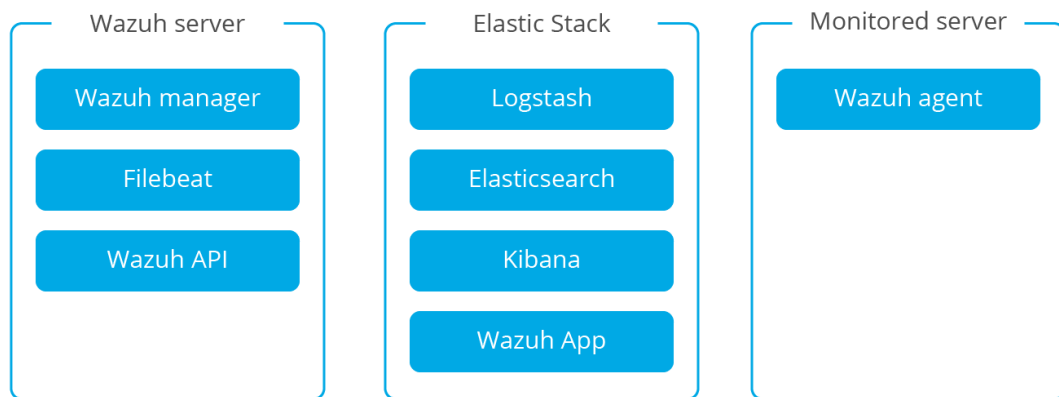 Wazuh server
Wazuh manager
Filebeat
Wazuh API
Elastic Stack
Logstash
Elasticsearch
Kibana
Wazuh App
Monitored server
Wazuh agent